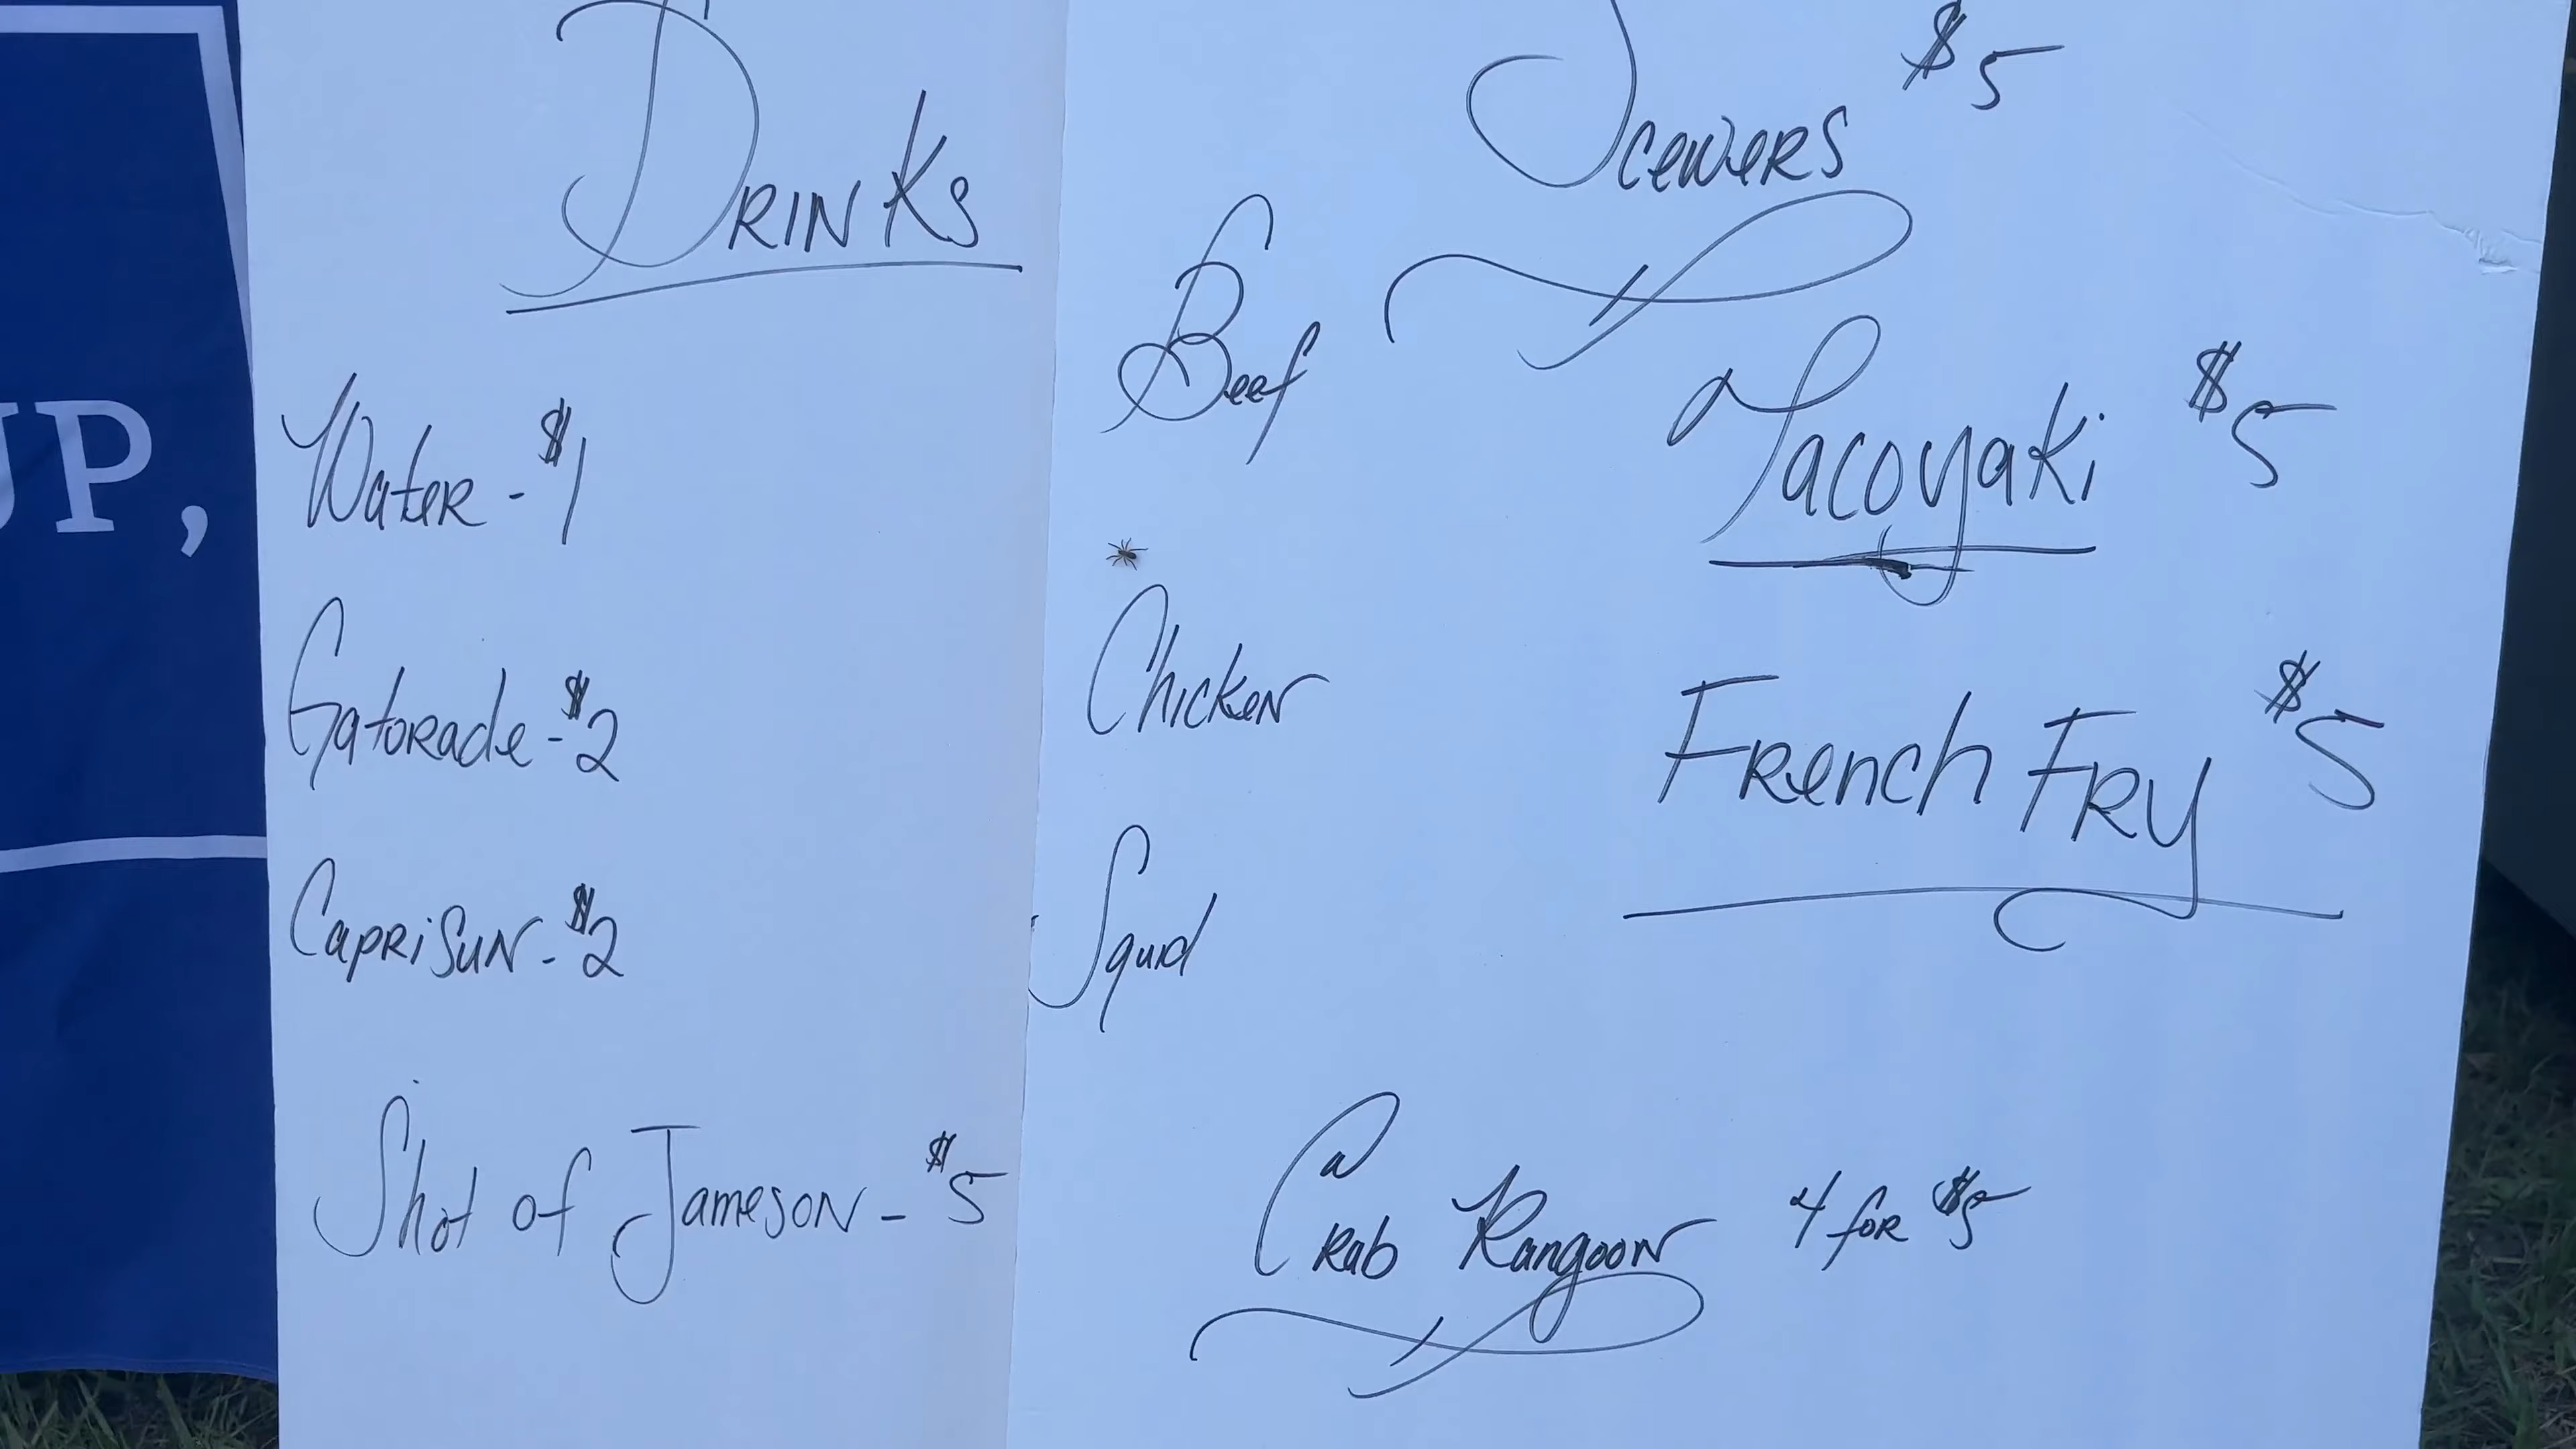 UP,
Drinks
Water - $1
Gatorade - $2
CapriSun - $2
Shot of Jameson - $5
Scewers $5
Beef
Chicken
Squid
Tacoyaki $5
French Fry $5
Crab Rangoon 4 for $5